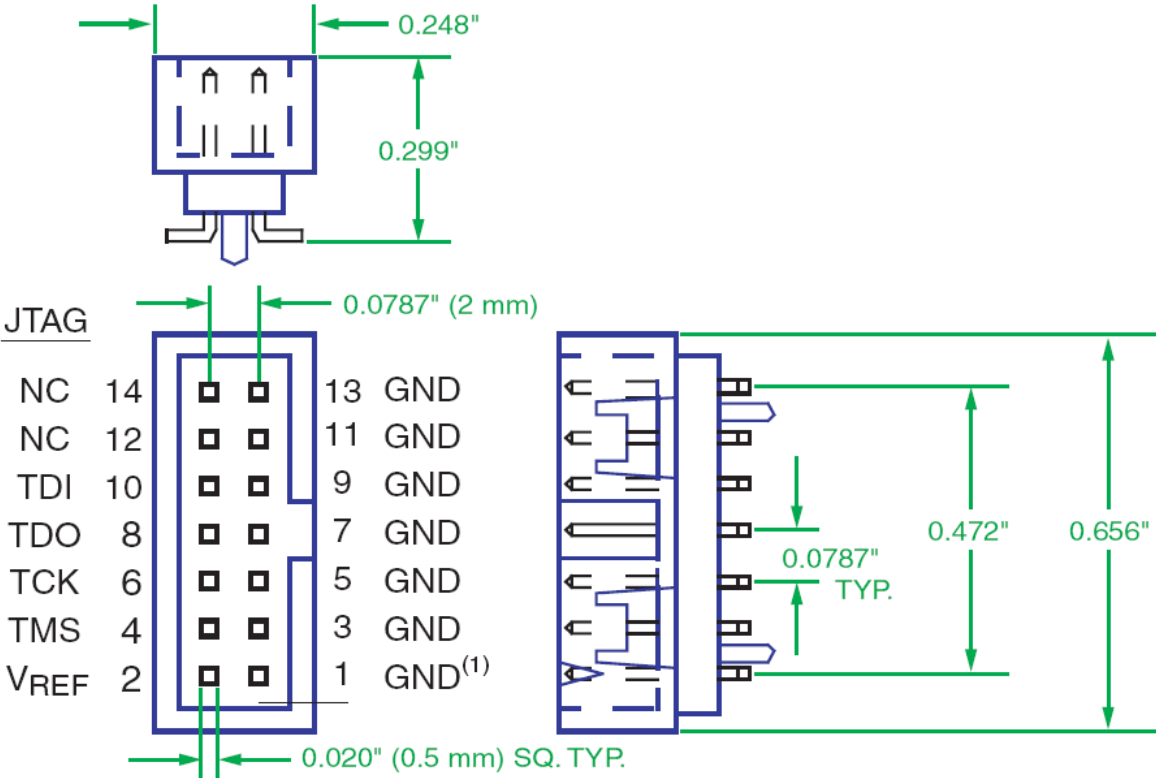 0.248"
0.299"
0.0787" (2 mm)
JTAG
NC 14 13 GND
NC 12 11 GND
TDI 10 9 GND
TDO 8 7 GND
TCK 6 5 GND
TMS 4 3 GND
VREF 2 1 GND(1)
0.020" (0.5 mm) SQ. TYP.
0.0787"
TYP.
0.472"
0.656"